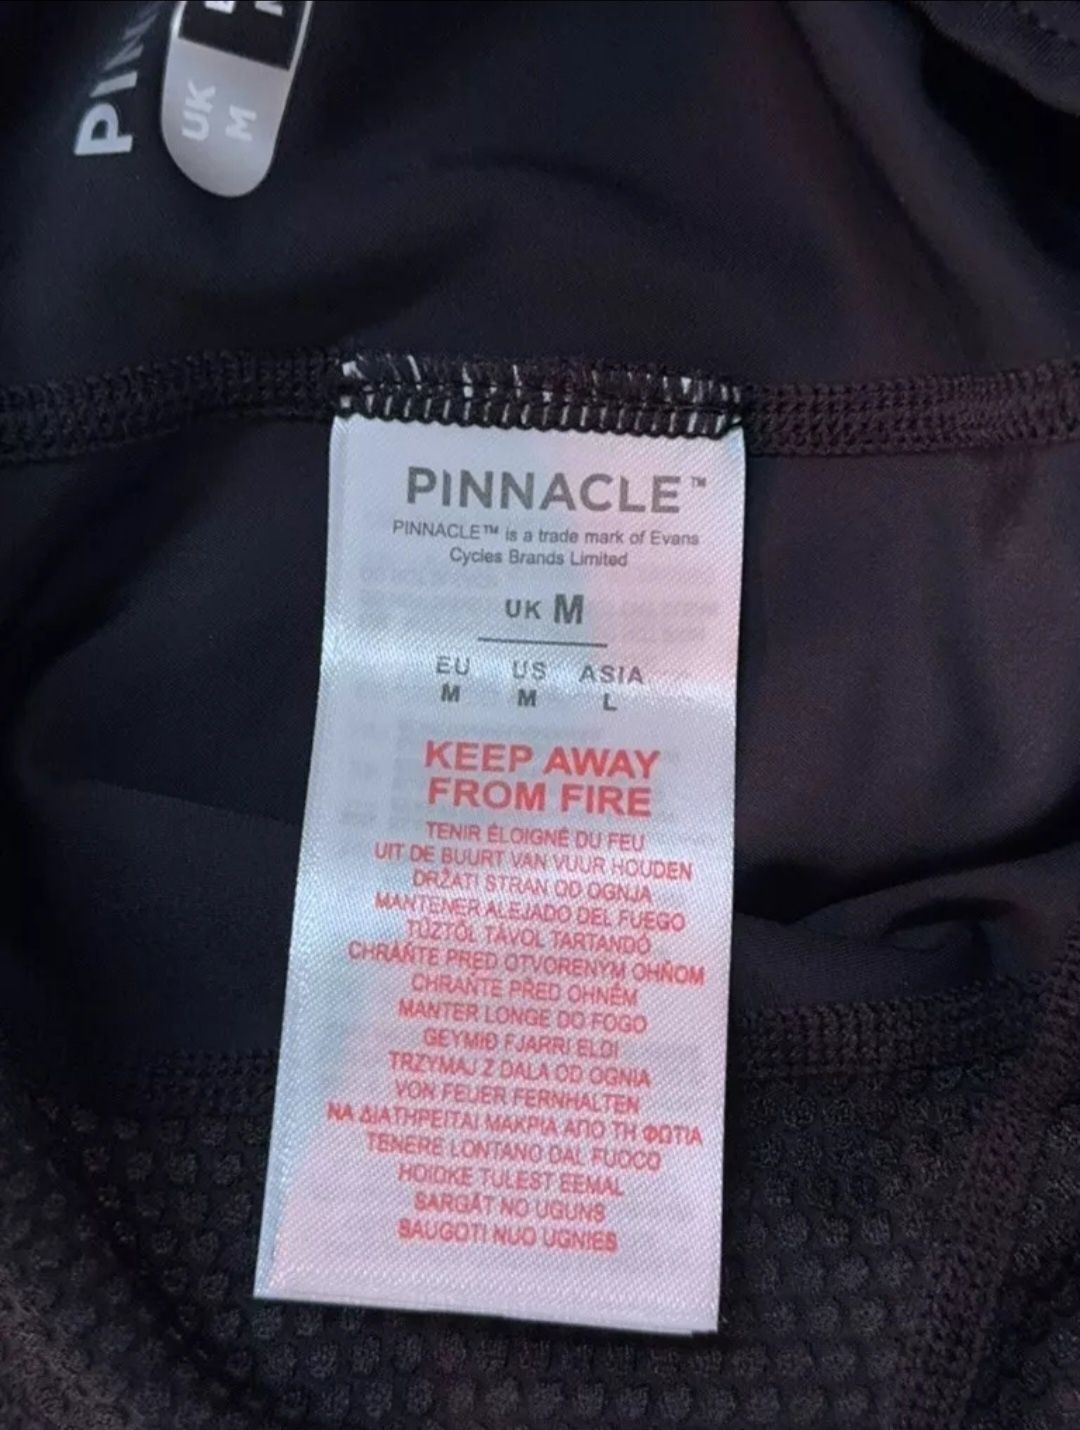 PIN
UK
M
PINNACLE™
PINNACLE™ is a trade mark of Evans
Cycles Brands Limited
UK M
EU US ASIA
M M L
KEEP AWAY
FROM FIRE
TENIR ÉLOIGNÉ DU FEU
UIT DE BUURT VAN VUUR HOUDEN
DRŽATI STRAN OD OGNJA
MANTENER ALEJADO DEL FUEGO
TŰZTŐL TÁVOL TARTANDÓ
CHRÁŇTE PRED OTVORENÝM OHŇOM
CHRAŇTE PŘED OHNĚM
MANTER LONGE DO FOGO
GEYMIÐ FJARRI ELDI
TRZYMAJ Z DALA OD OGNIA
VON FEUER FERNHALTEN
ΝΑ ΔΙΑΤΗΡΕΙΤΑΙ ΜΑΚΡΙΑ ΑΠΟ ΤΗ ΦΩΤΙΑ
TENERE LONTANO DAL FUOCO
HOIDKE TULEST EEMAL
SARGĀT NO UGUNS
SAUGOTI NUO UGNIES